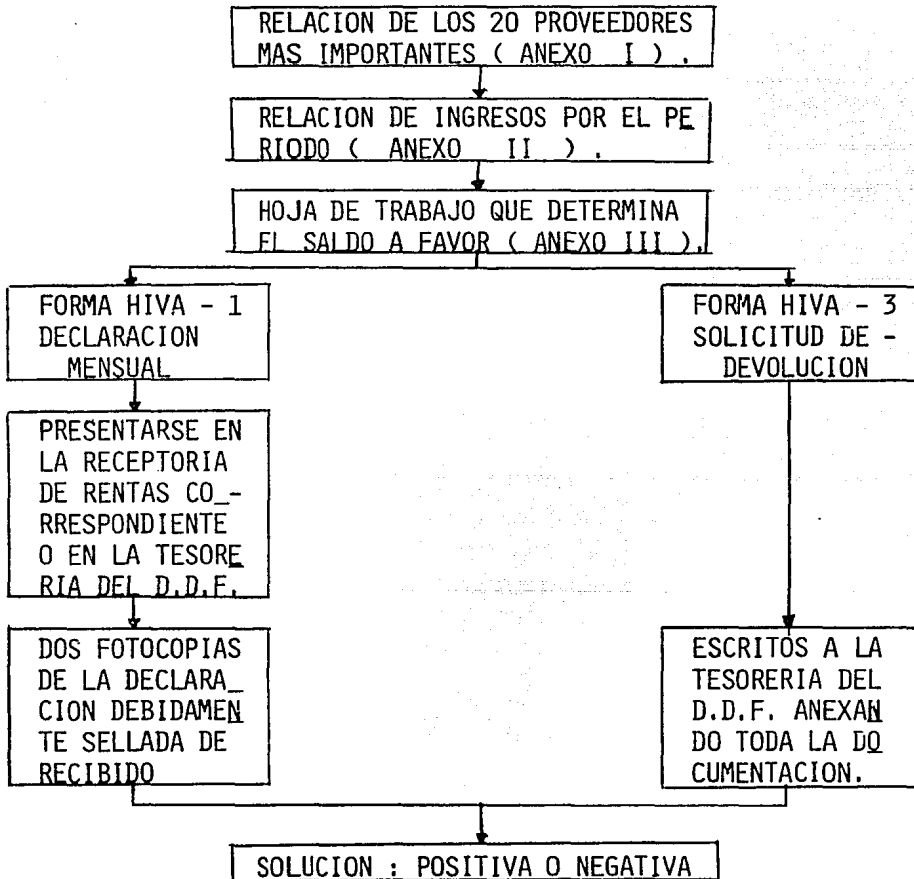 RELACION DE LOS 20 PROVEEDORES
MAS IMPORTANTES ( ANEXO I ) .
RELACION DE INGRESOS POR EL PE
RIODO ( ANEXO II ) .
HOJA DE TRABAJO QUE DETERMINA
EL SALDO A FAVOR ( ANEXO III ).
FORMA HIVA - 1
DECLARACION
MENSUAL
PRESENTARSE EN
LA RECEPTORIA
DE RENTAS CO_-
RRESPONDIENTE
O EN LA TESORE
RIA DEL D.D.F.
DOS FOTOCOPIAS
DE LA DECLARA_
CION DEBIDAMEN
TE SELLADA DE
RECIBIDO
FORMA HIVA - 3
SOLICITUD DE -
DEVOLUCION
ESCRITOS A LA
TESORERIA DEL
D.D.F. ANEXAN
DO TODA LA DO
CUMENTACION.
SOLUCION : POSITIVA O NEGATIVA